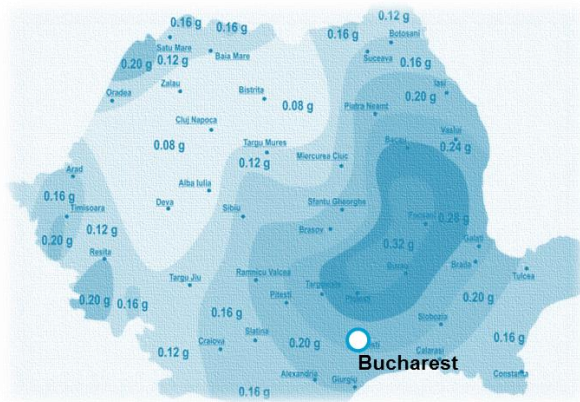 0.12 g
0.16 g
0.16 g
0.16 g
Botosani
Satu Mare
Suceava
0.12 g
Baia Mare
0.16 g
0.20 g
Zalau
Iasi
Oradea
Bistrita
0.08 g
0.20 g
Piatra Neamt
Cluj Napoca
Vaslui
0.08 g
Targu Mures
Bacau
0.24 g
0.12 g
Miercurea Ciuc
Arad
Alba Iulia
0.16 g
Deva
Sibiu
Sfantu Gheorghe
Timisoara
0.28 g
0.12 g
Brasov
Focsani
0.20 g
Resita
0.32 g
Galati
Ramnicu Valcea
Buzau
Braila
Tulcea
Targu Jiu
0.20 g
0.16 g
Pitesti
Targoviste
Ploiesti
0.20 g
0.16 g
Slobozia
Slatina
0.20 g
0.16 g
0.12 g
Craiova
Bucharest
Calarasi
Alexandria
Giurgiu
Constanta
0.16 g